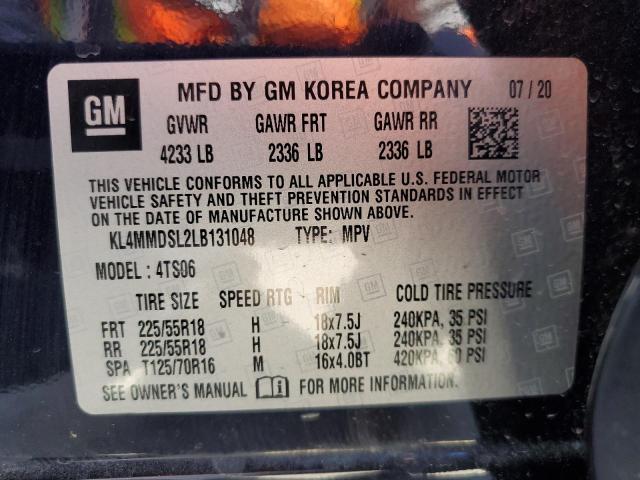 GM MFD BY GM KOREA COMPANY 07 / 20
GVWR GAWR FRT GAWR RR
4233 LB 2336 LB 2336 LB
THIS VEHICLE CONFORMS TO ALL APPLICABLE U.S. FEDERAL MOTOR
VEHICLE SAFETY AND THEFT PREVENTION STANDARDS IN EFFECT
ON THE DATE OF MANUFACTURE SHOWN ABOVE.
KL4MMDSL2LB131048 TYPE: MPV
MODEL : 4TS06
TIRE SIZE SPEED RTG RIM COLD TIRE PRESSURE
FRT 225/55R18 H 18x7.5J 240KPA, 35 PSI
RR 225/55R18 H 18x7.5J 240KPA, 35 PSI
SPA T125/70R16 M 16x4.0BT 420KPA, 60 PSI
SEE OWNER'S MANUAL FOR MORE INFORMATION.